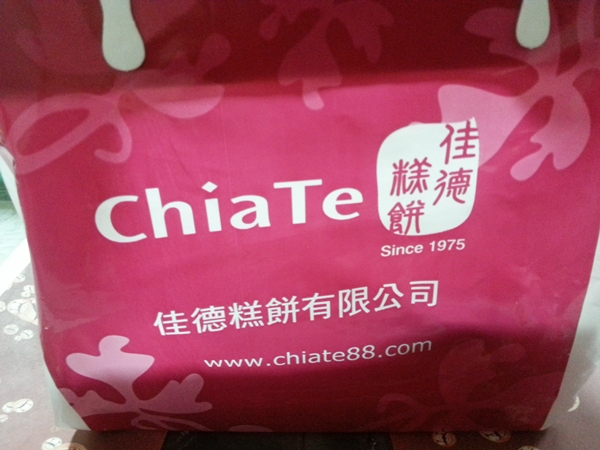 ChiaTe
佳德
糕餅
Since 1975
佳德糕餅有限公司
www.chiate88.com